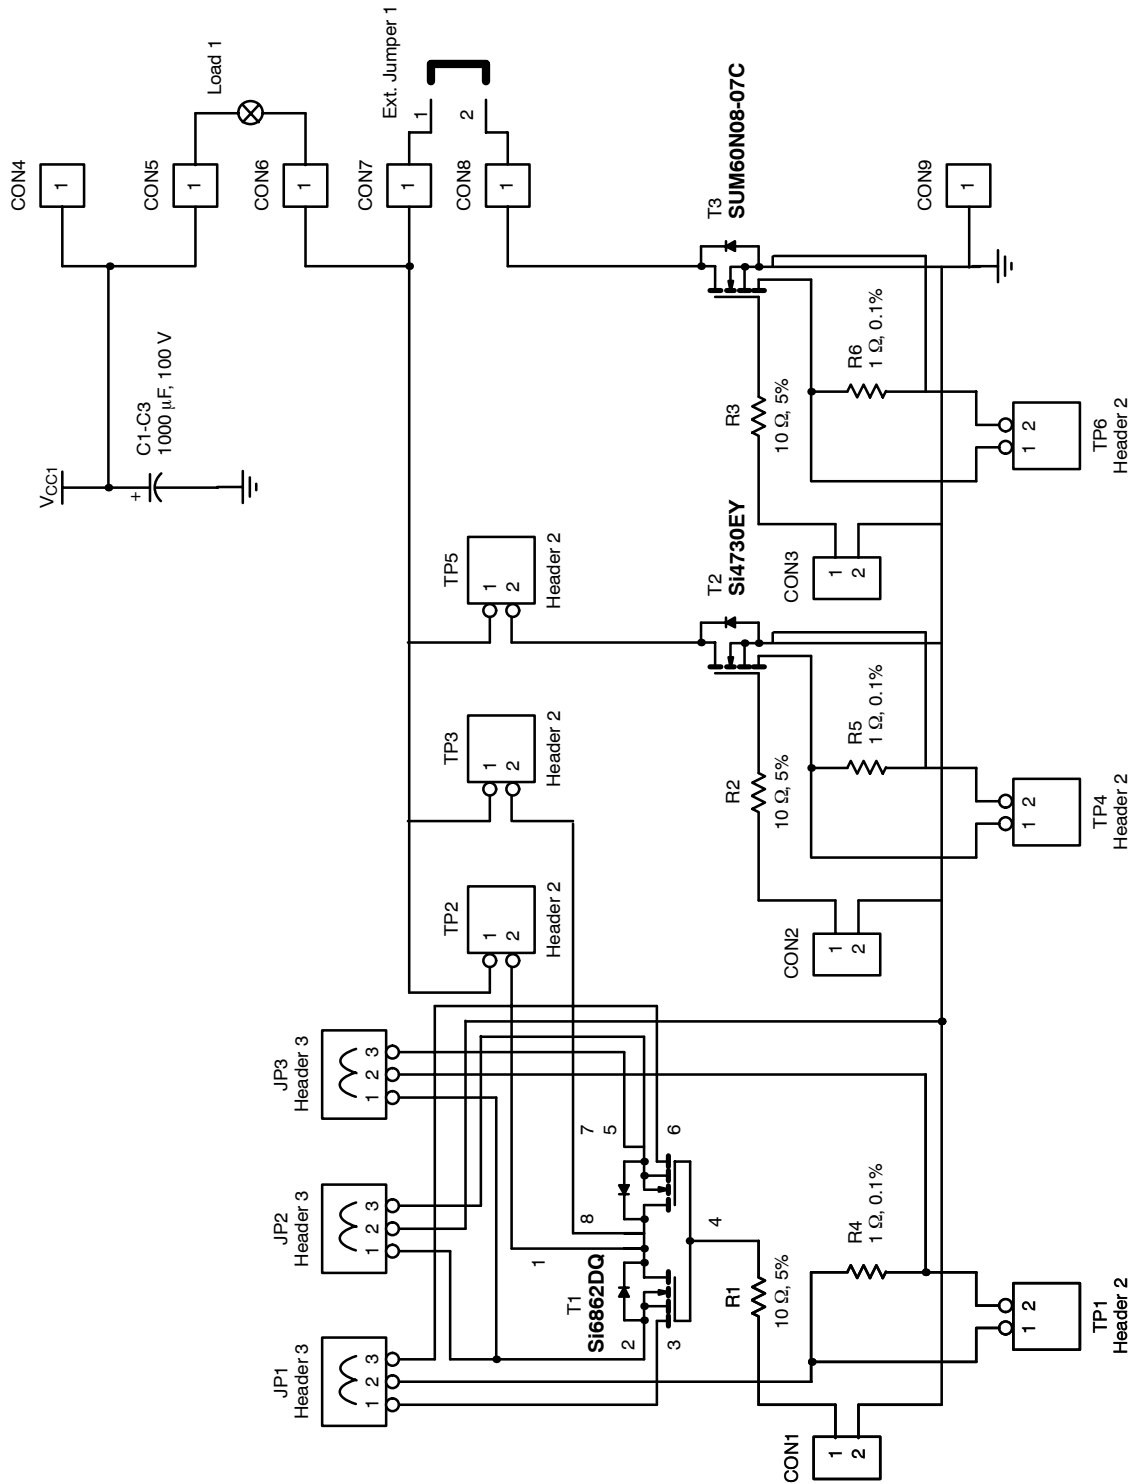 JP1
Header 3
1 2 3
JP2
Header 3
1 2 3
JP3
Header 3
1 2 3
VCC1
+
C1-C3
1000 μF, 100 V
CON4
1
CON5
1
Load 1
CON6
1
CON7
1
Ext. Jumper 1
1
2
CON8
1
TP2
1
2
Header 2
TP3
1
2
Header 2
TP5
1
2
Header 2
T1
Si6862DQ
1
2
3
4
5
6
7
8
T2
Si4730EY
T3
SUM60N08-07C
R1
10 Ω, 5%
R2
10 Ω, 5%
R3
10 Ω, 5%
CON1
1
2
CON2
1
2
CON3
1
2
R4
1 Ω, 0.1%
R5
1 Ω, 0.1%
R6
1 Ω, 0.1%
CON9
1
1 2
TP1
Header 2
1 2
TP4
Header 2
1 2
TP6
Header 2